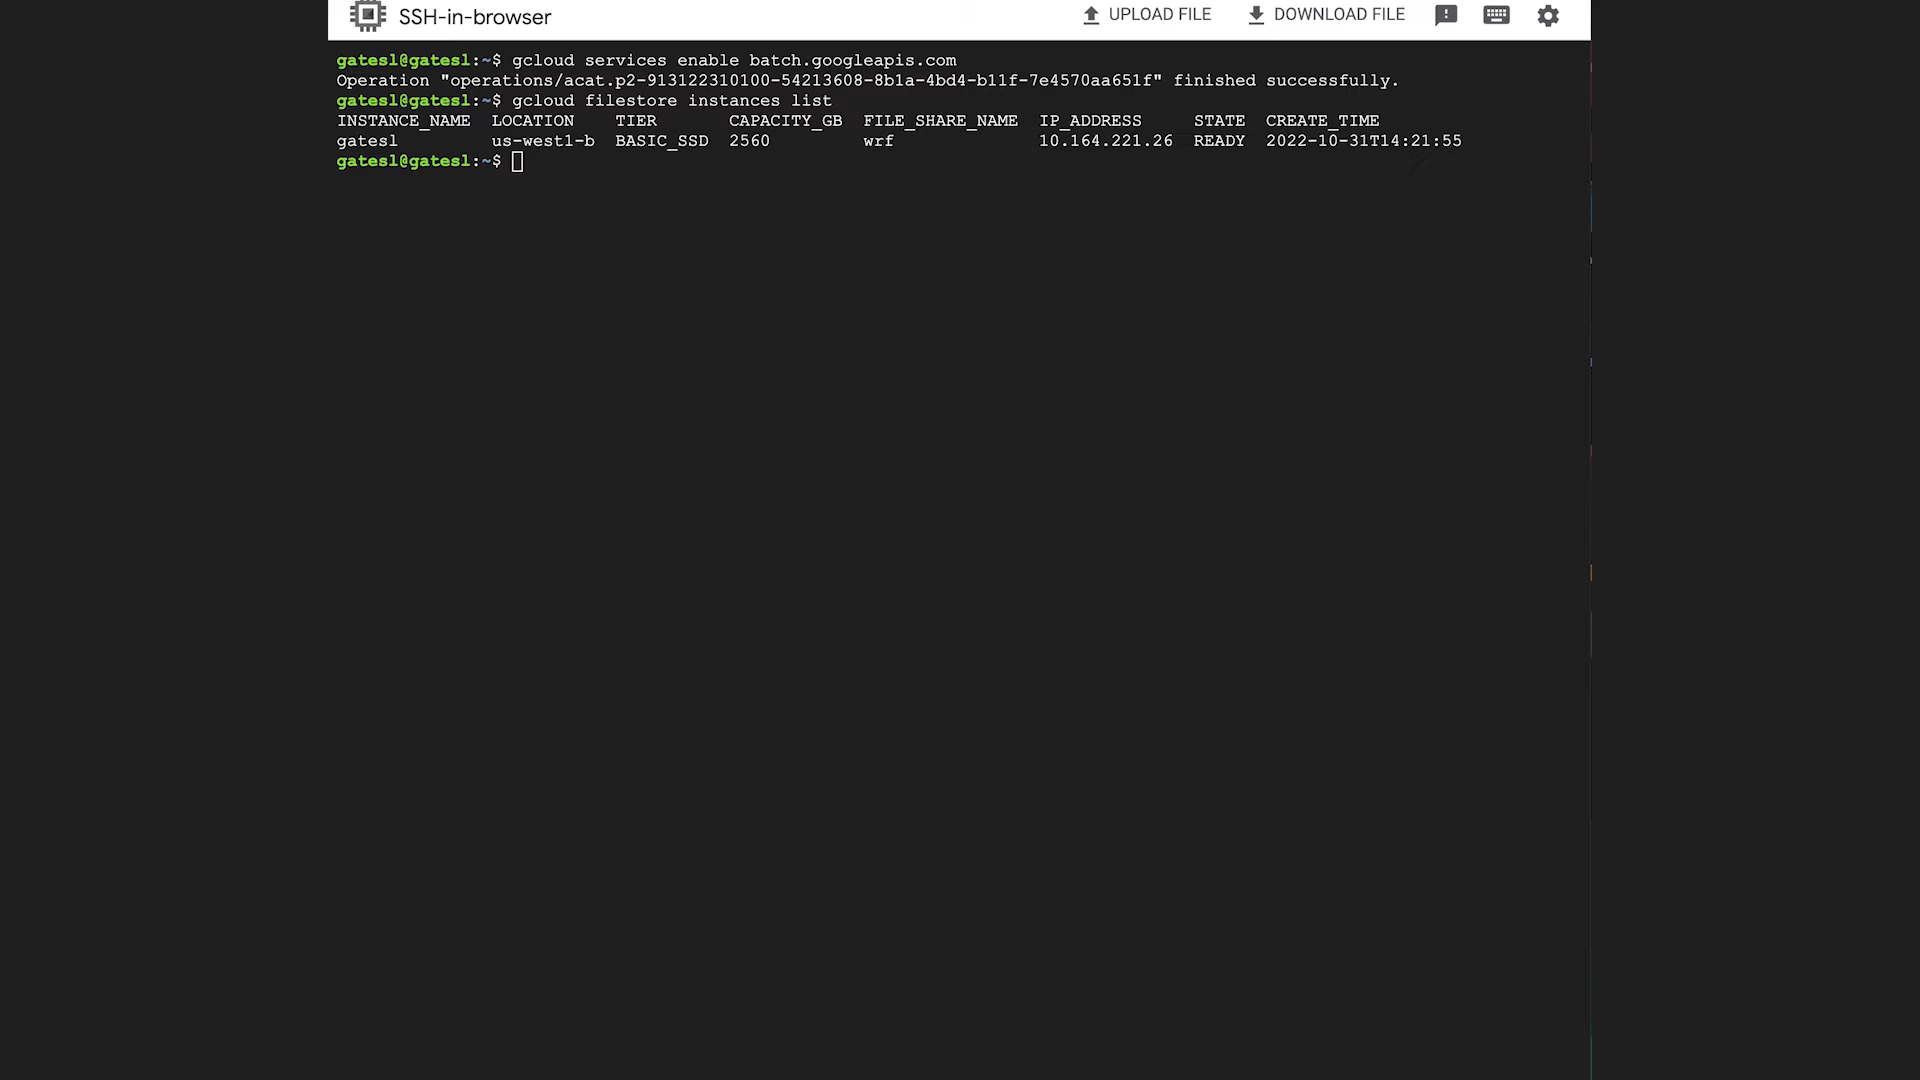 SSH-in-browser UPLOAD FILE DOWNLOAD FILE
gatesl@gatesl:~$ gcloud services enable batch.googleapis.com
Operation "operations/acat.p2-913122310100-54213608-8b1a-4bd4-b11f-7e4570aa651f" finished successfully.
gatesl@gatesl:~$ gcloud filestore instances list
INSTANCE_NAME LOCATION TIER CAPACITY_GB FILE_SHARE_NAME IP_ADDRESS STATE CREATE_TIME
gatesl us-west1-b BASIC_SSD 2560 wrf 10.164.221.26 READY 2022-10-31T14:21:55
gatesl@gatesl:~$